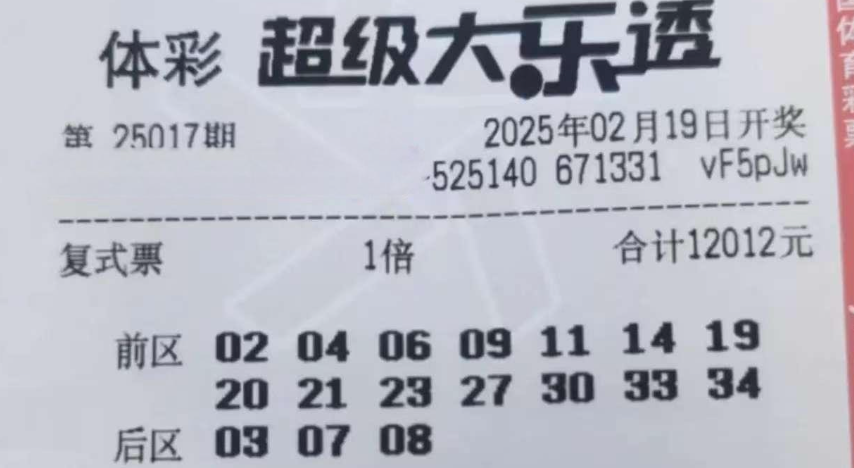 体彩 超级大乐透
第 25017期
2025年02月19日开奖
525140 671331 vF5pJw
复式票 1倍 合计12012元
前区 02 04 06 09 11 14 19
20 21 23 27 30 33 34
后区 03 07 08
体育彩票